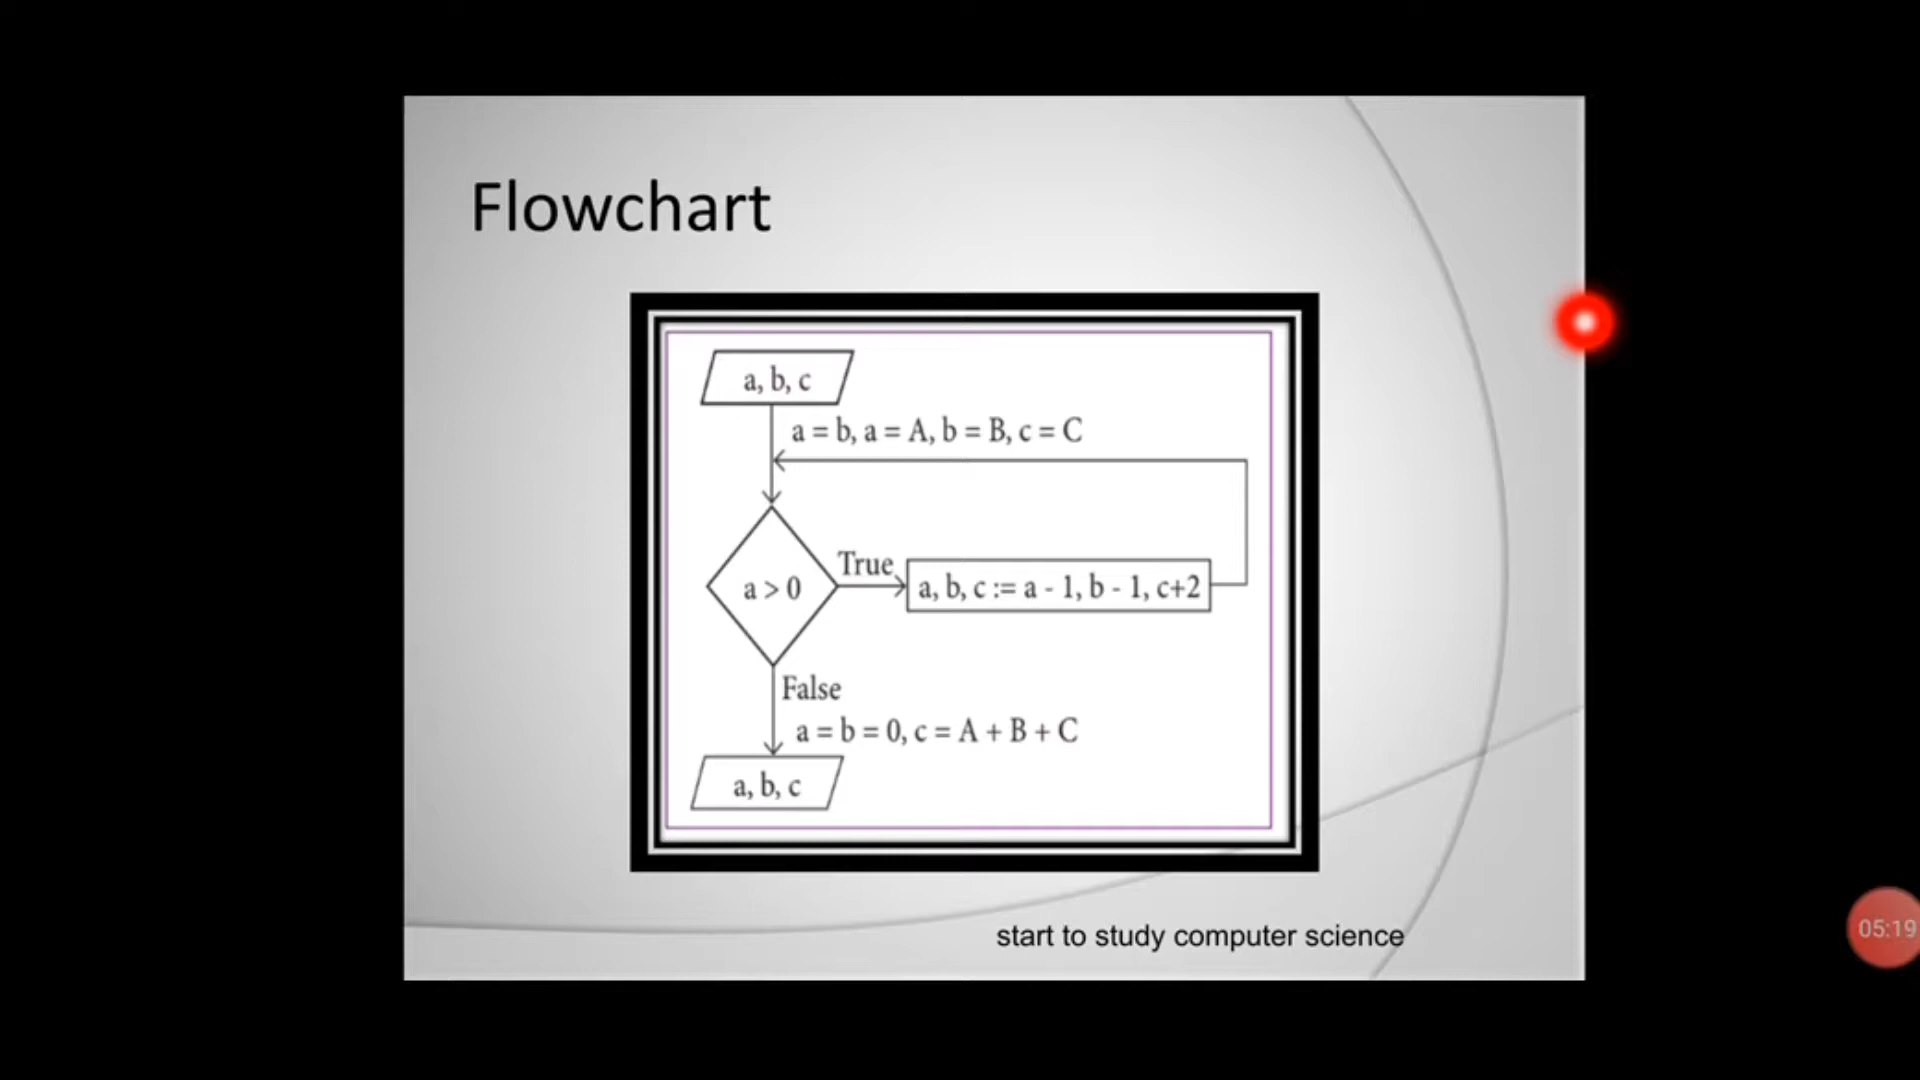 Flowchart
a, b, c
a = b, a = A, b = B, c = C
a > 0
True
a, b, c := a - 1, b - 1, c+2
False
a = b = 0, c = A + B + C
a, b, c
start to study computer science
05:19